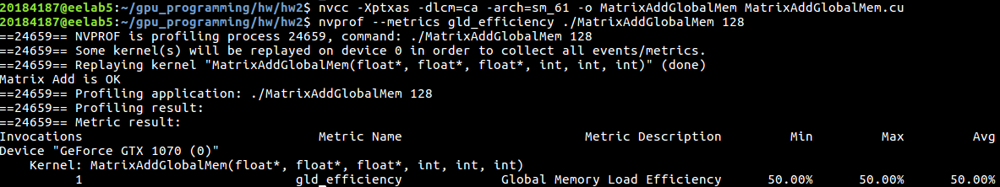 20184187@eelab5:~/gpu_programming/hw/hw2$ nvcc -Xptxas -dlcm=ca -arch=sm_61 -o MatrixAddGlobalMem MatrixAddGlobalMem.cu
20184187@eelab5:~/gpu_programming/hw/hw2$ nvprof --metrics gld_efficiency ./MatrixAddGlobalMem 128
==24659== NVPROF is profiling process 24659, command: ./MatrixAddGlobalMem 128
==24659== Some kernel(s) will be replayed on device 0 in order to collect all events/metrics.
==24659== Replaying kernel "MatrixAddGlobalMem(float*, float*, float*, int, int, int)" (done)
Matrix Add is OK
==24659== Profiling application: ./MatrixAddGlobalMem 128
==24659== Profiling result:
==24659== Metric result:
Invocations Metric Name Metric Description Min Max Avg
Device "GeForce GTX 1070 (0)"
Kernel: MatrixAddGlobalMem(float*, float*, float*, int, int, int)
1 gld_efficiency Global Memory Load Efficiency 50.00% 50.00% 50.00%